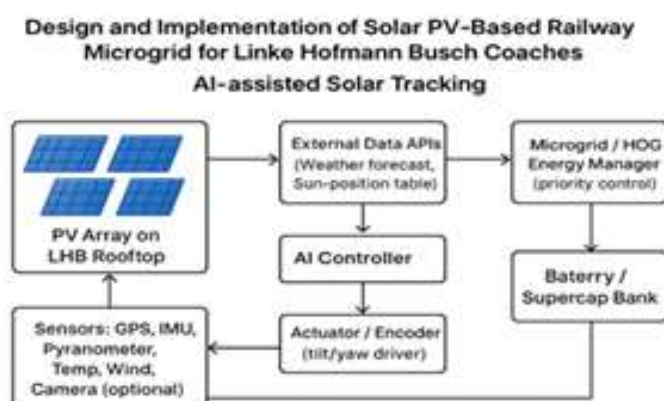 Design and Implementation of Solar PV-Based Railway
Microgrid for Linke Hofmann Busch Coaches
AI-assisted Solar Tracking
PV Array on
LHB Rooftop
External Data APIs
(Weather forecast,
Sun-position table)
Microgrid / HOG
Energy Manager
(priority control)
AI Controller
Baterry /
Supercap Bank
Sensors: GPS, IMU,
Pyranometer,
Temp, Wind,
Camera (optional)
Actuator / Encoder
(tilt/yaw driver)